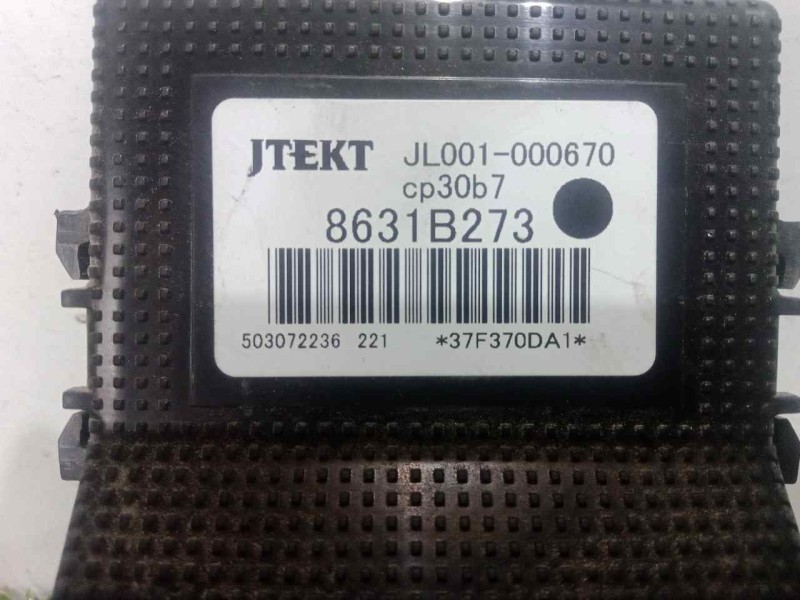 JTEKT JL001-000670
cp30b7
8631B273
503072236 221 *37F370DA1*